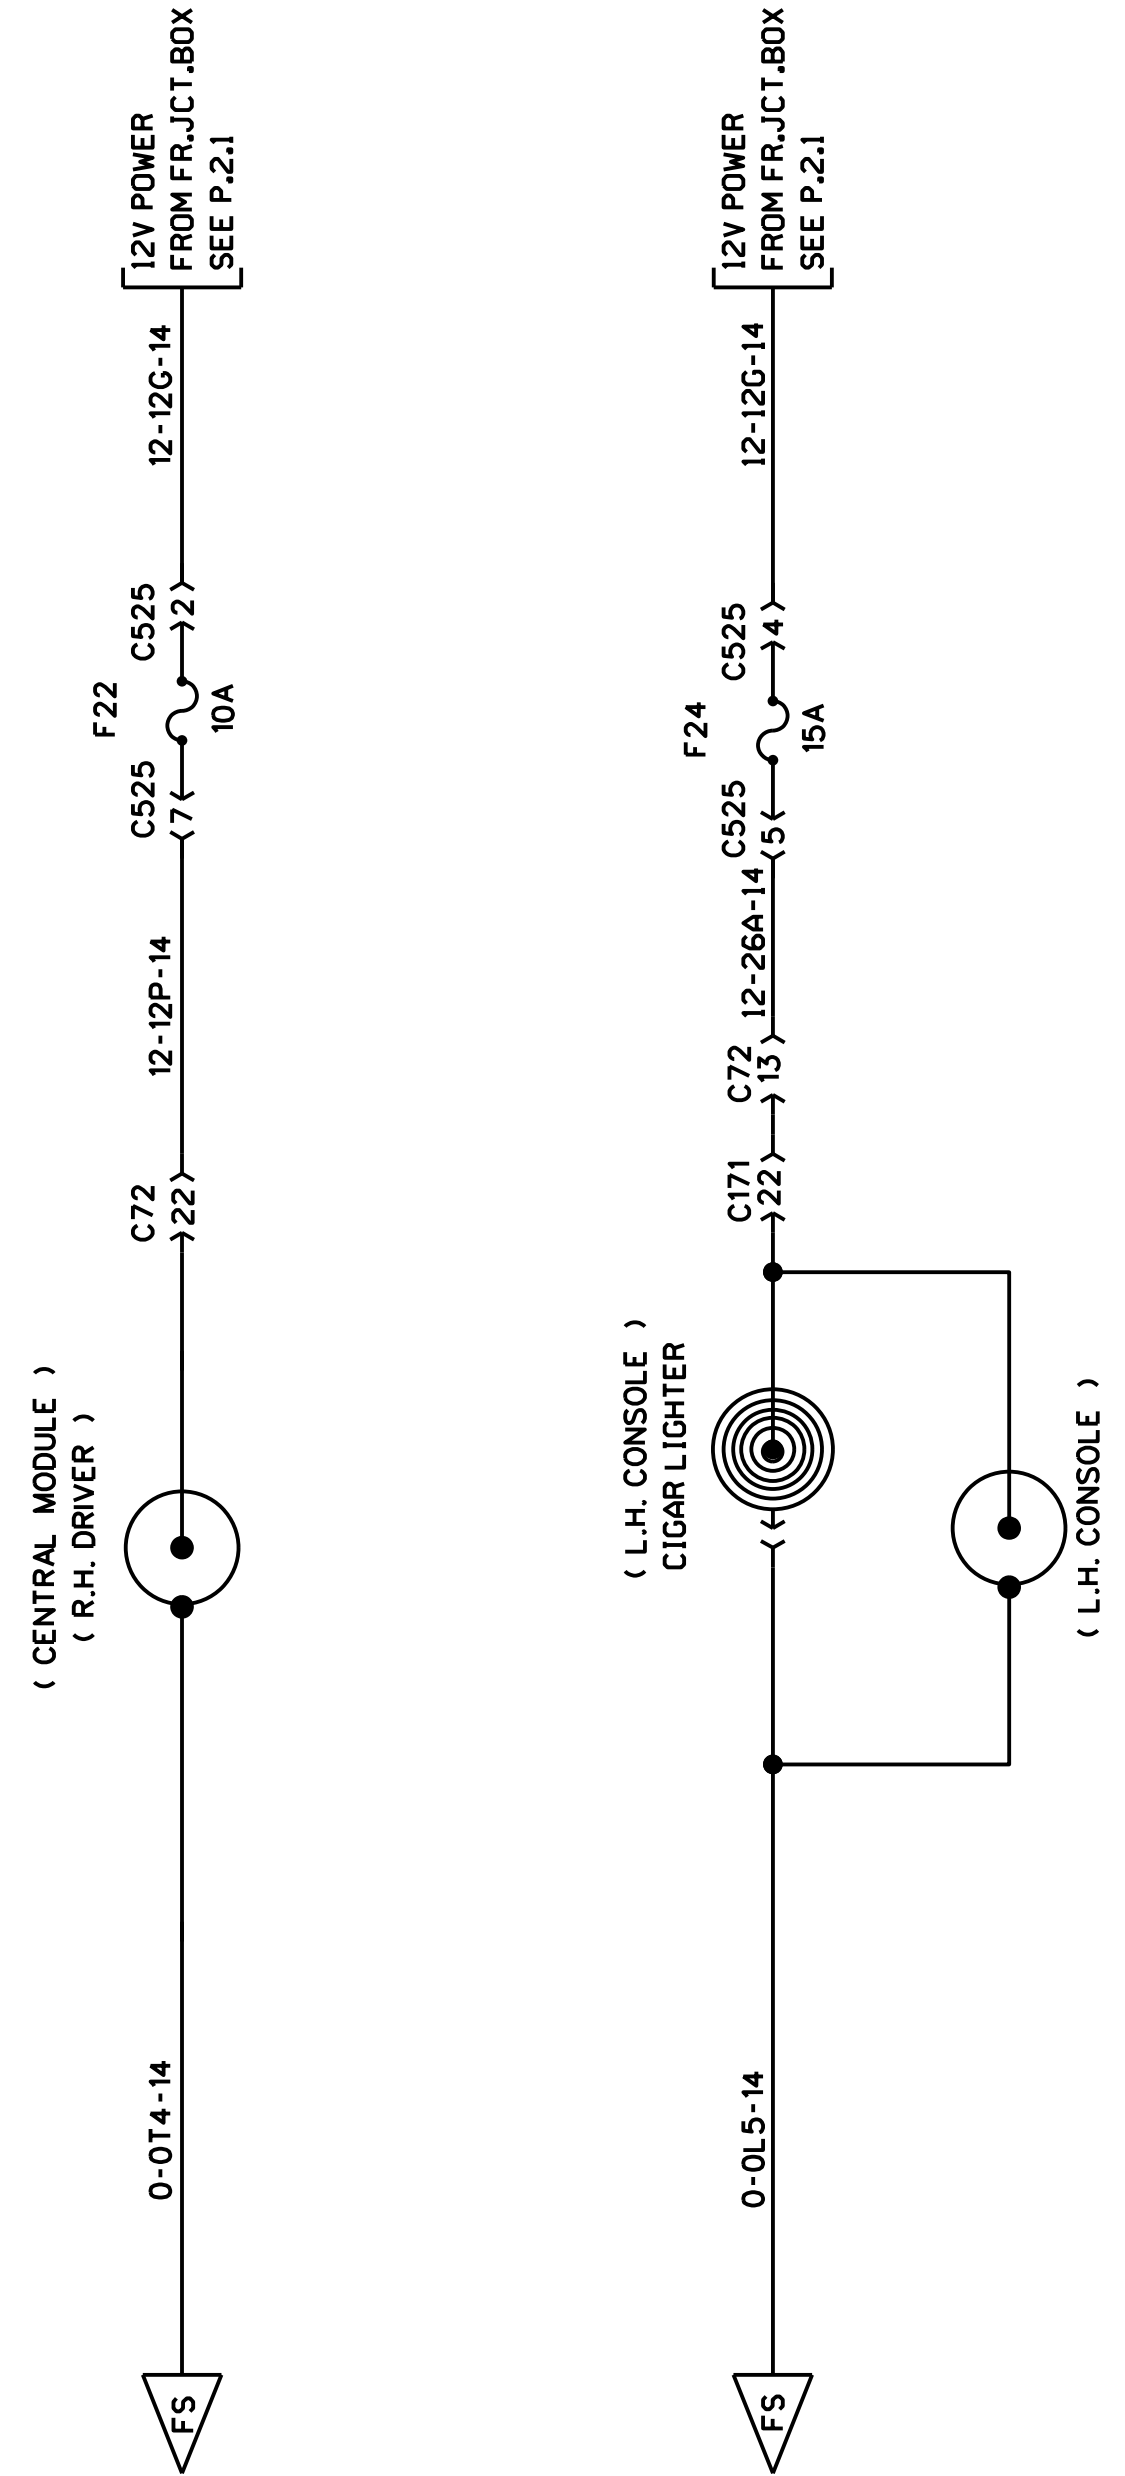 12V POWER
FROM FR.JCT.BOX
SEE P.2.1
12-12G-14
C525
2
F22
10A
C525
7
12-12P-14
C72
22
( CENTRAL MODULE )
( R.H. DRIVER )
0-0T4-14
FS
12V POWER
FROM FR.JCT.BOX
SEE P.2.1
12-12G-14
C525
4
F24
15A
C525
5
12-26A-14
C72
13
C171
22
( L.H. CONSOLE )
CIGAR LIGHTER
( L.H. CONSOLE )
0-0L5-14
FS